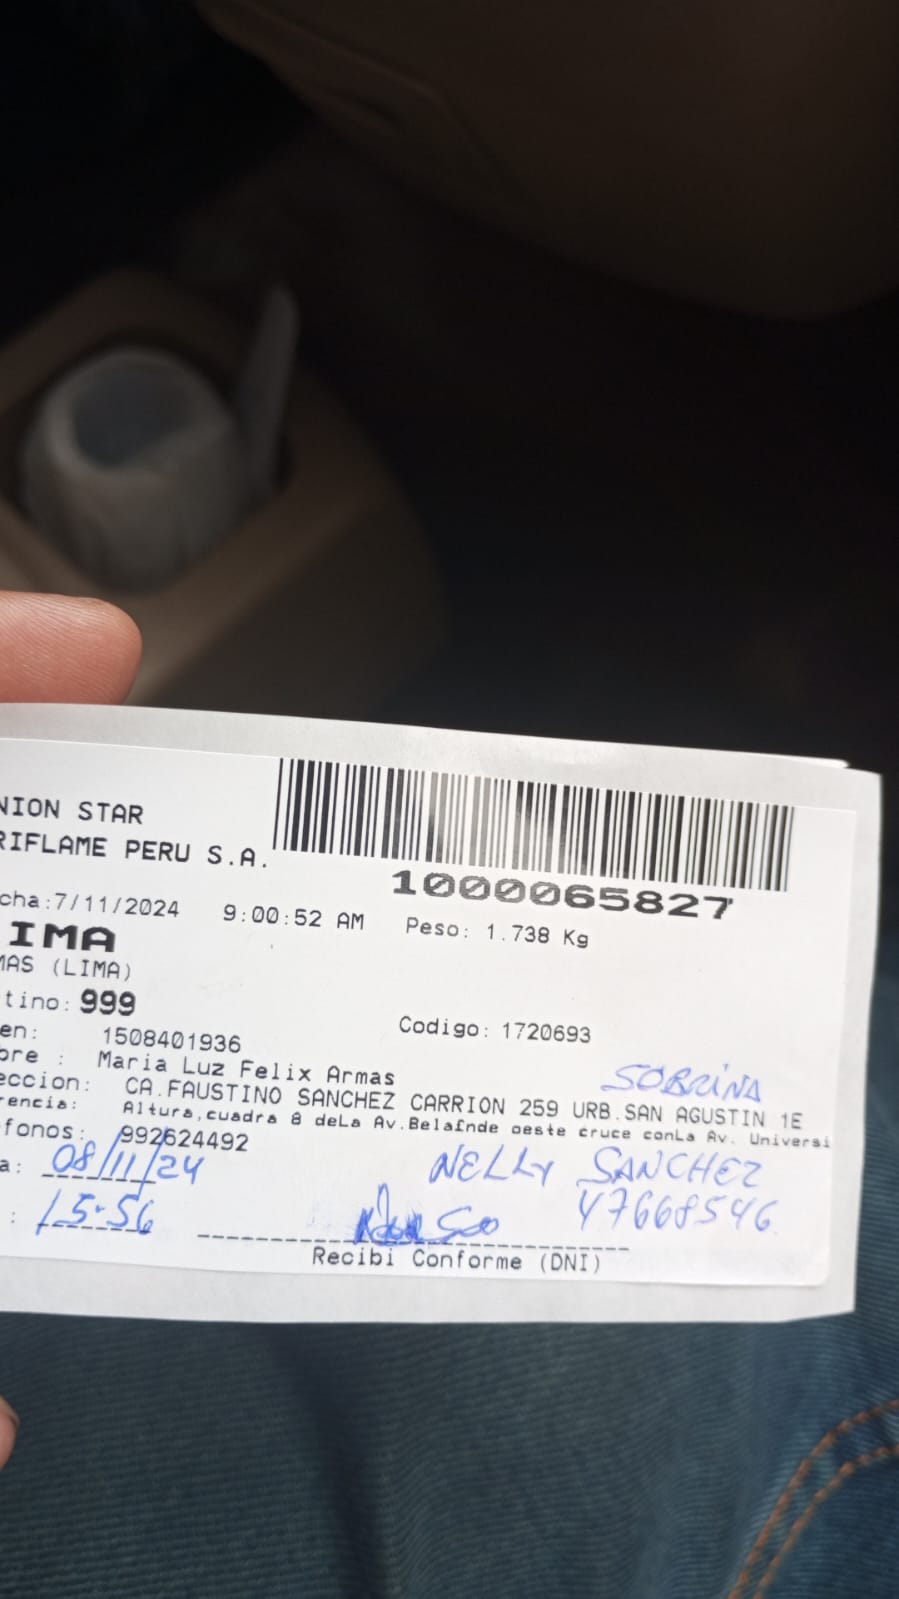 NION STAR
RIFLAME PERU S.A.
1000065827
cha:7/11/2024 9:00:52 AM Peso: 1.738 Kg
IMA
MAS (LIMA)
tino: 999
en: 1508401936 Codigo: 1720693
bre : Maria Luz Felix Armas
SOBRINA
eccion: CA.FAUSTINO SANCHEZ CARRION 259 URB.SAN AGUSTIN 1E
rencia: Altura,cuadra 8 deLa Av.Belafnde oeste cruce conLa Av. Universi
fonos: 992624492
a: 08/11/24 NELLY SANCHEZ
: 15:56 47668546
Recibi Conforme (DNI)